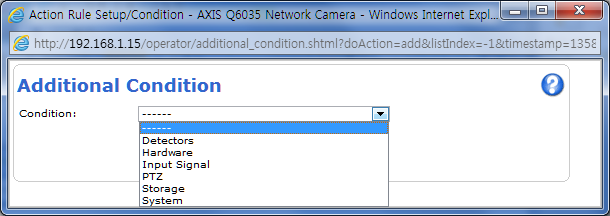 Action Rule Setup/Condition - AXIS Q6035 Network Camera - Windows Internet Expl...
http://192.168.1.15/operator/additional_condition.shtml?doAction=add&listIndex=-1&timestamp=1358
Additional Condition
?
Condition: ------
------
Detectors
Hardware
Input Signal
PTZ
Storage
System